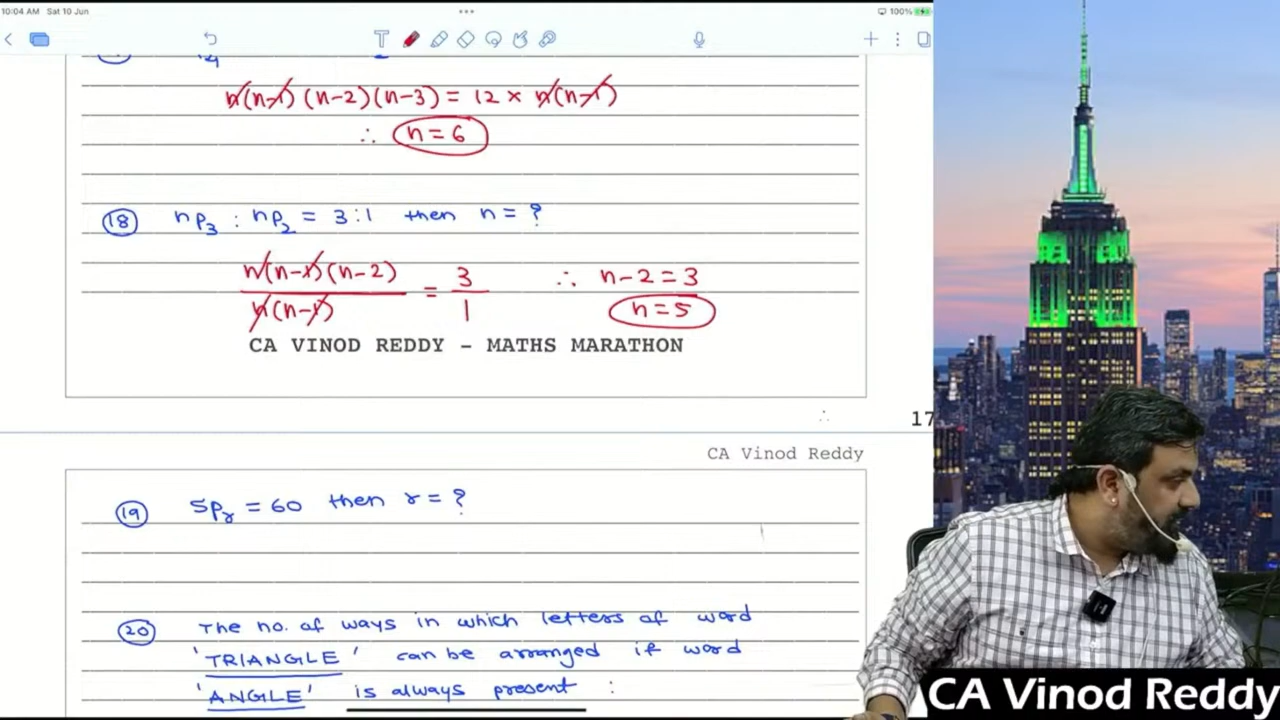 10:04 AM Sat 10 Jun
100%
n(n-1) (n-2)(n-3) = 12 × n(n-1)
∴ n = 6
18 nP3 : nP2 = 3:1 then n = ?
n(n-1)(n-2) / n(n-1) = 3 / 1 ∴ n-2 = 3
n = 5
CA VINOD REDDY - MATHS MARATHON
17
CA Vinod Reddy
19 5Pr = 60 then r = ?
20 The no. of ways in which letters of word
'TRIANGLE' can be arranged if word
'ANGLE' is always present :
CA Vinod Reddy